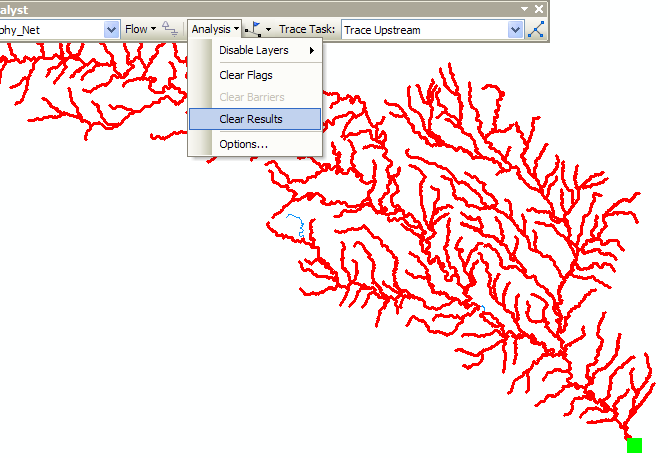 alyst
phy_Net Flow Analysis Trace Task: Trace Upstream
Disable Layers
Clear Flags
Clear Barriers
Clear Results
Options...